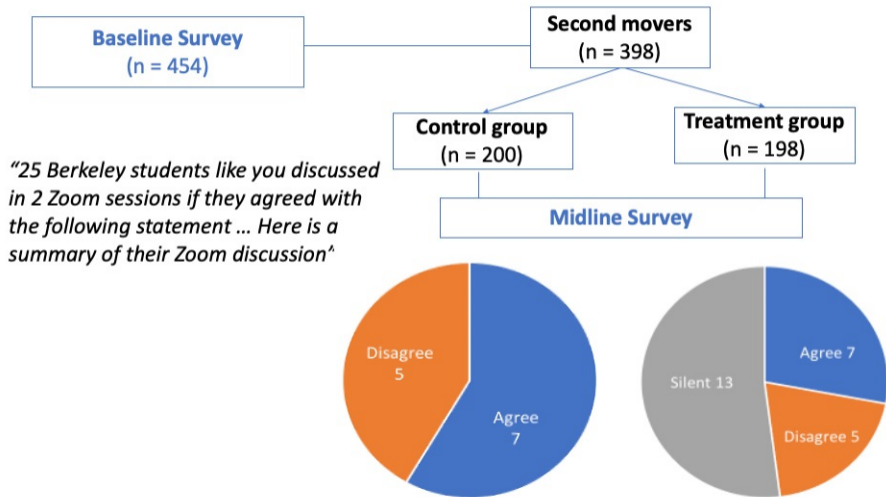 Baseline Survey
(n = 454)
Second movers
(n = 398)
Control group
(n = 200)
Treatment group
(n = 198)
"25 Berkeley students like you discussed
in 2 Zoom sessions if they agreed with
the following statement ... Here is a
summary of their Zoom discussion"
Midline Survey
Disagree
5
Agree
7
Silent 13
Agree 7
Disagree 5